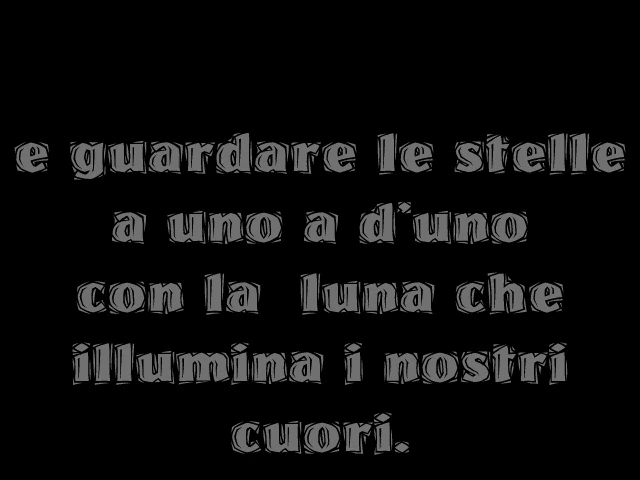 e guardare le stelle
a uno a d'uno
con la luna che
illumina i nostri
cuori.